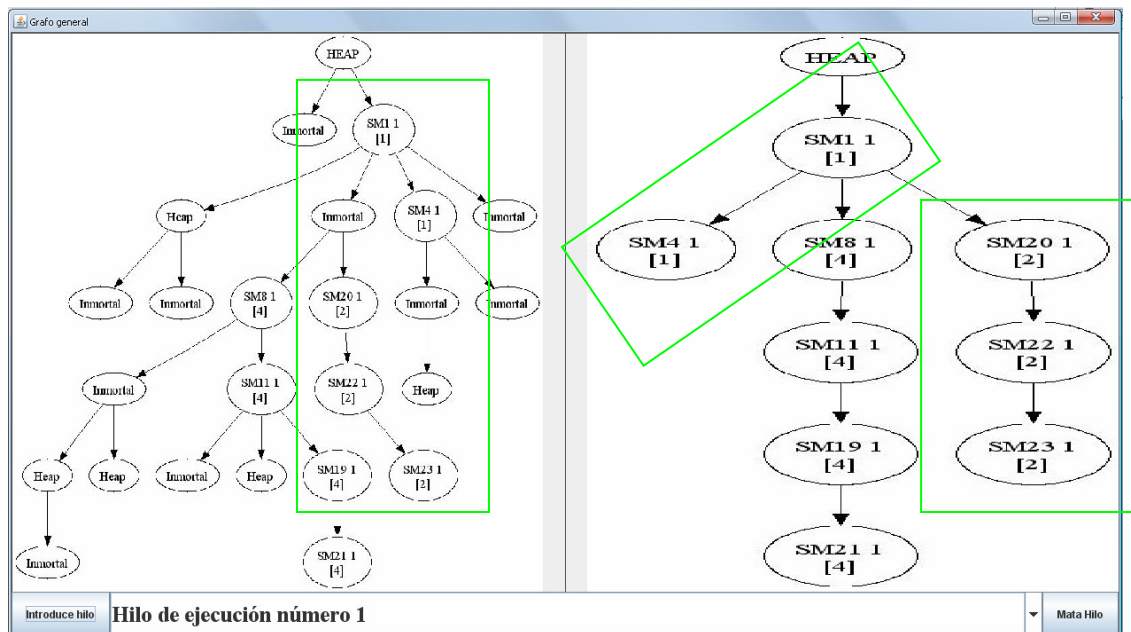 Grafo general
HEAP
Inmortal
SM1 1
[1]
Heap
Inmortal
SM4 1
[1]
Inmortal
Inmortal
Inmortal
SM8 1
[4]
SM20 1
[2]
Inmortal
Inmortal
Inmortal
SM11 1
[4]
SM22 1
[2]
Heap
Heap
Heap
Inmortal
Heap
SM19 1
[4]
SM23 1
[2]
Inmortal
SM21 1
[4]
HEAP
SM1 1
[1]
SM4 1
[1]
SM8 1
[4]
SM20 1
[2]
SM11 1
[4]
SM22 1
[2]
SM19 1
[4]
SM23 1
[2]
SM21 1
[4]
Introduce hilo
Hilo de ejecución número 1
Mata Hilo